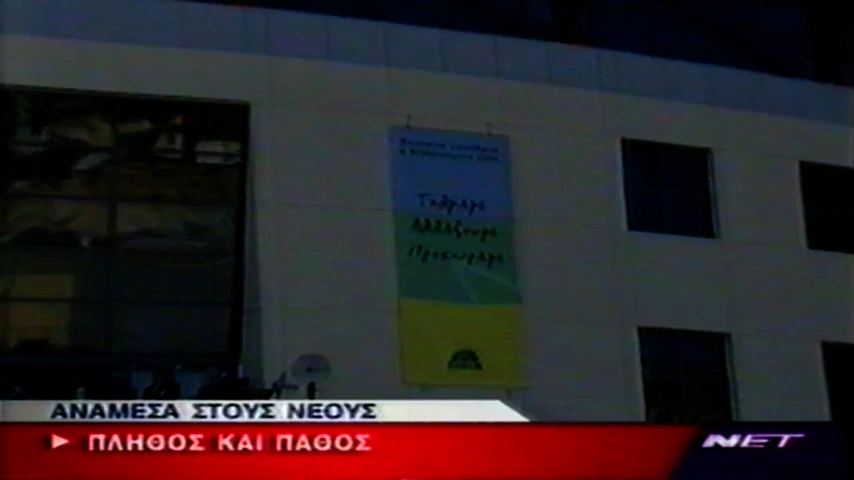 Τολμάμε
Αλλάζουμε
Προχωράμε
ΑΝΑΜΕΣΑ ΣΤΟΥΣ ΝΕΟΥΣ
ΠΛΗΘΟΣ ΚΑΙ ΠΑΘΟΣ
NET